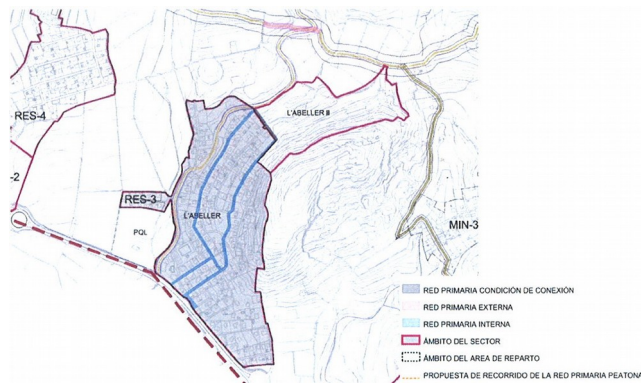 RES-4
L'ABELLER II
-2
RES-3
L'ABELLER
PQL
MIN-3
RED PRIMARIA CONDICIÓN DE CONEXIÓN
RED PRIMARIA EXTERNA
RED PRIMARIA INTERNA
ÁMBITO DEL SECTOR
ÁMBITO DEL AREA DE REPARTO
PROPUESTA DE RECORRIDO DE LA RED PRIMARIA PEATONA